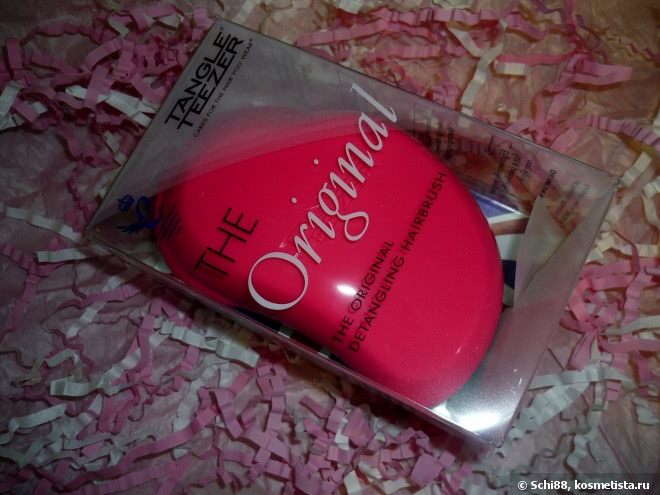 TANGLE
TEEZER
CARES FOR THE HAIR YOU WEAR
THE
Original
THE ORIGINAL
DETANGLING HAIRBRUSH
© Schi88, kosmetista.ru